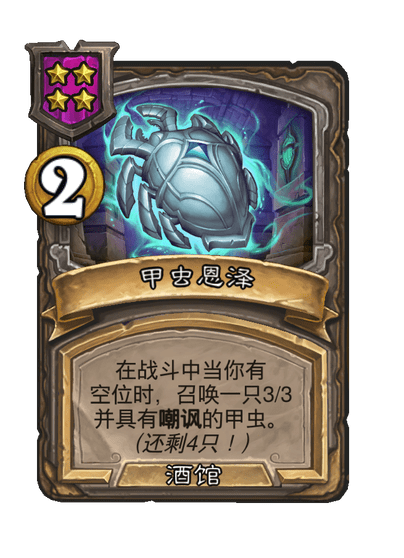 2
甲虫恩泽
在战斗中当你有
空位时，召唤一只3/3
并具有嘲讽的甲虫。
(还剩4只！)
酒馆